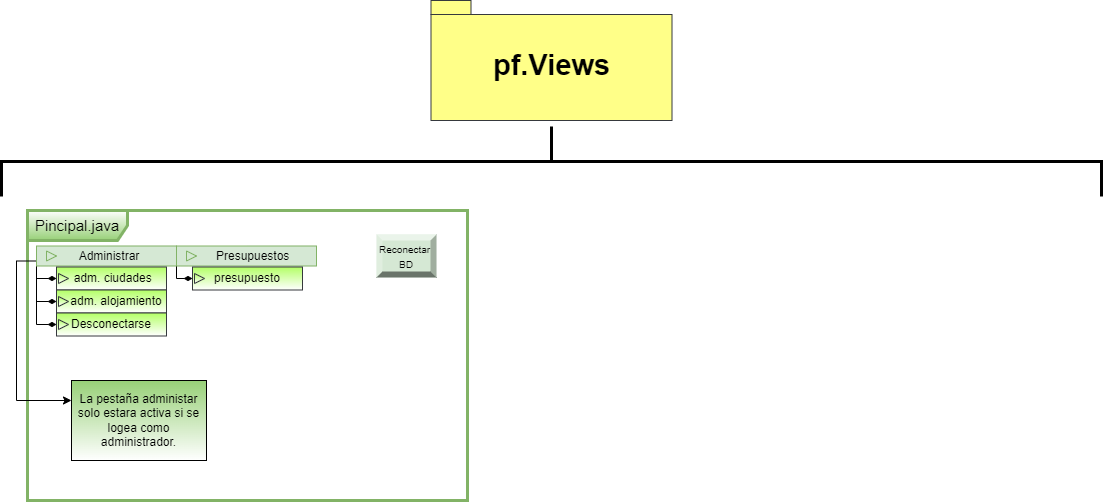 pf.Views
Pincipal.java
Administrar
Presupuestos
Reconectar
BD
adm. ciudades
presupuesto
adm. alojamiento
Desconectarse
La pestaña administar
solo estara activa si se
logea como
administrador.